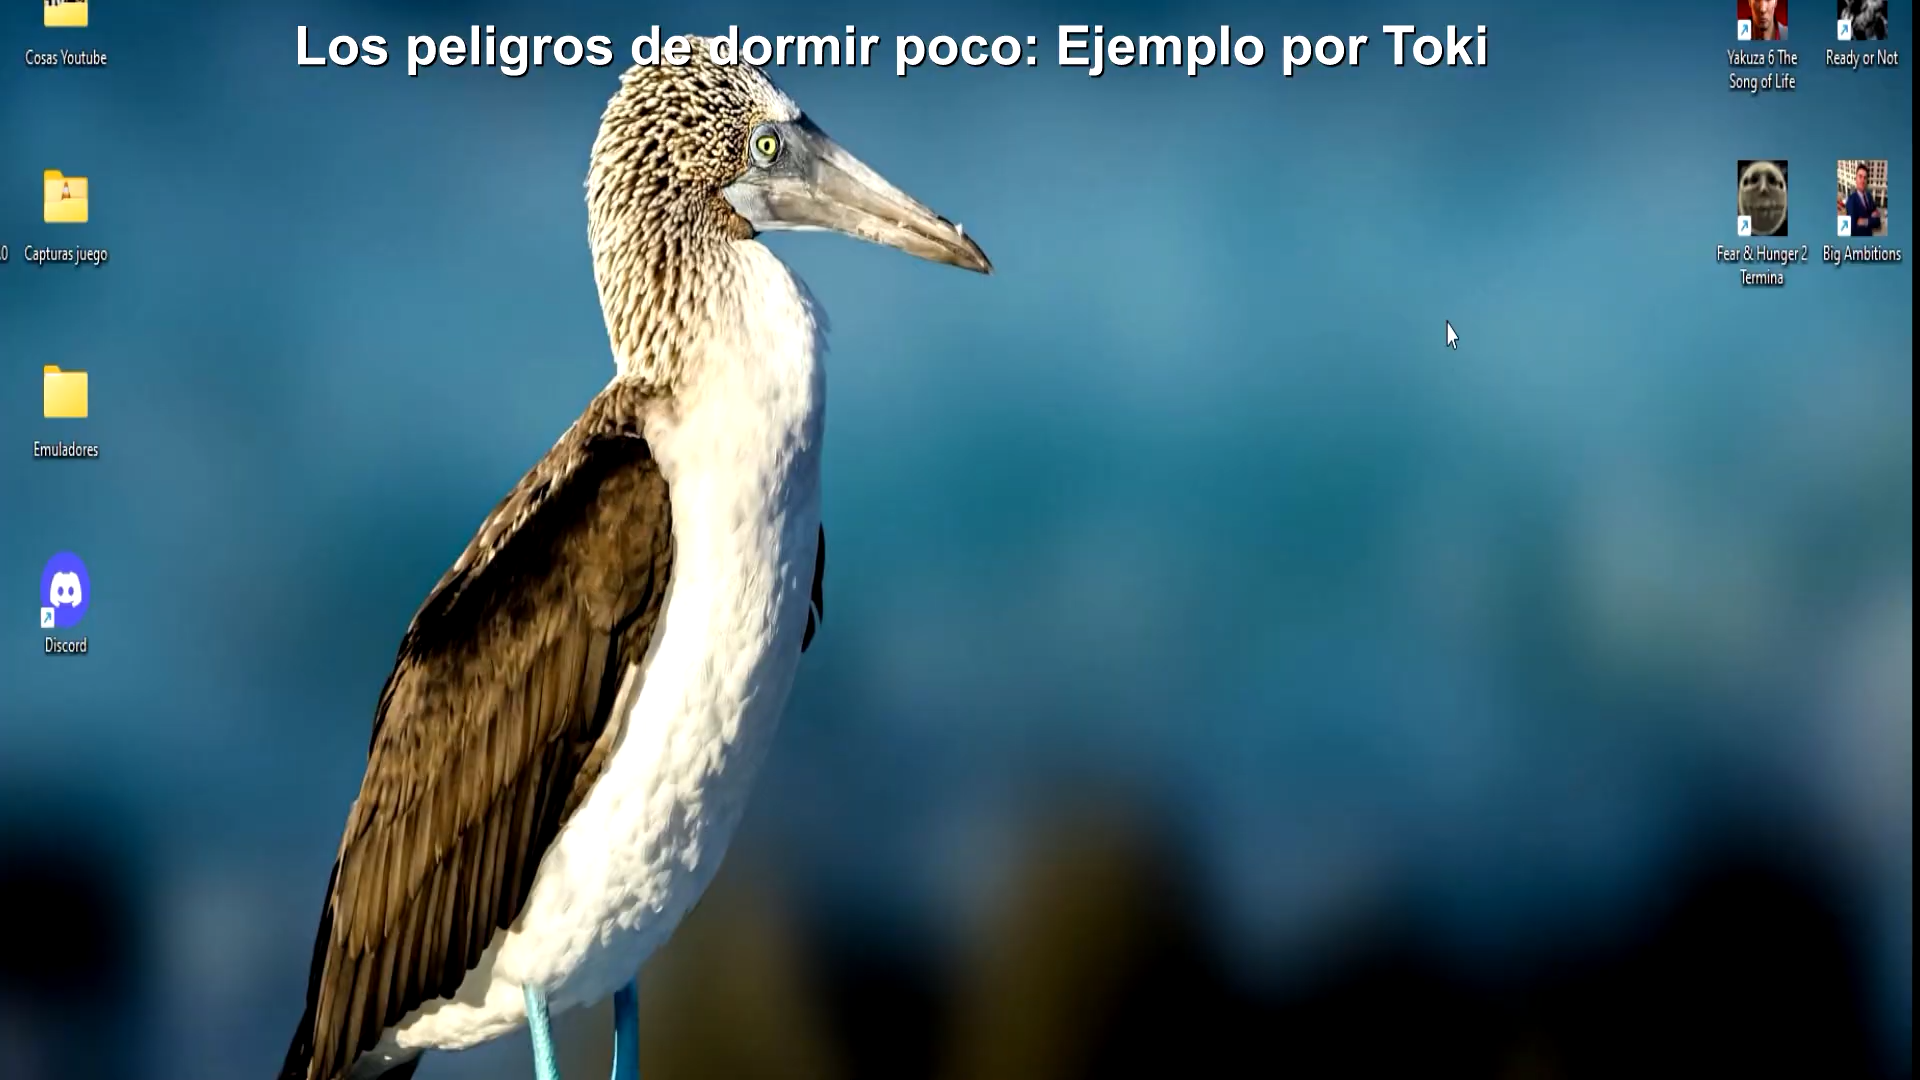 Los peligros de dormir poco: Ejemplo por Toki
Cosas Youtube
Yakuza 6 The
Song of Life
Ready or Not
Capturas juego
Fear & Hunger 2
Termina
Big Ambitions
Emuladores
Discord